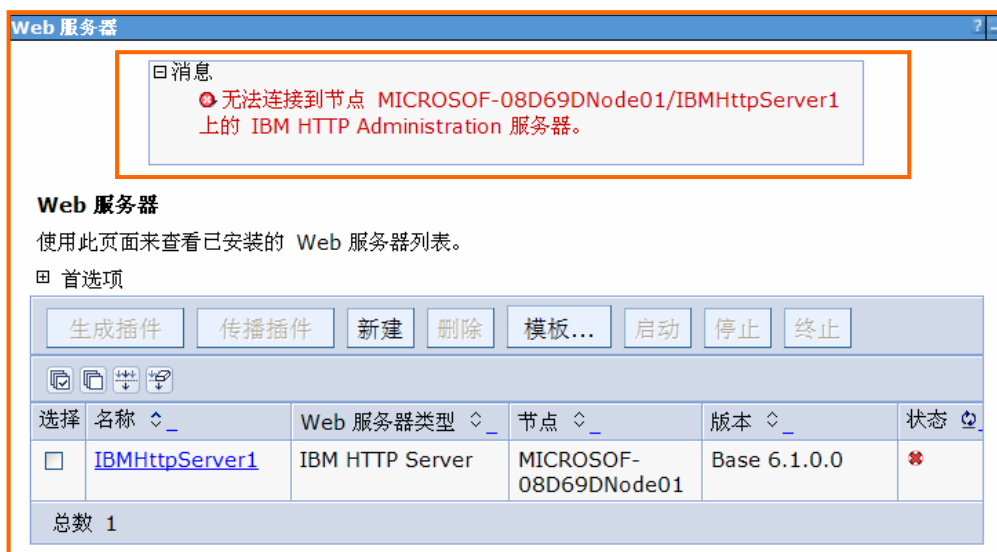 Web 服务器 ?
消息
无法连接到节点 MICROSOF-08D69DNode01/IBMHttpServer1
上的 IBM HTTP Administration 服务器。
Web 服务器
使用此页面来查看已安装的 Web 服务器列表。
首选项
生成插件 传播插件 新建 删除 模板... 启动 停止 终止
选择 名称 Web 服务器类型 节点 版本 状态
IBMHttpServer1 IBM HTTP Server MICROSOF- Base 6.1.0.0
08D69DNode01
总数 1